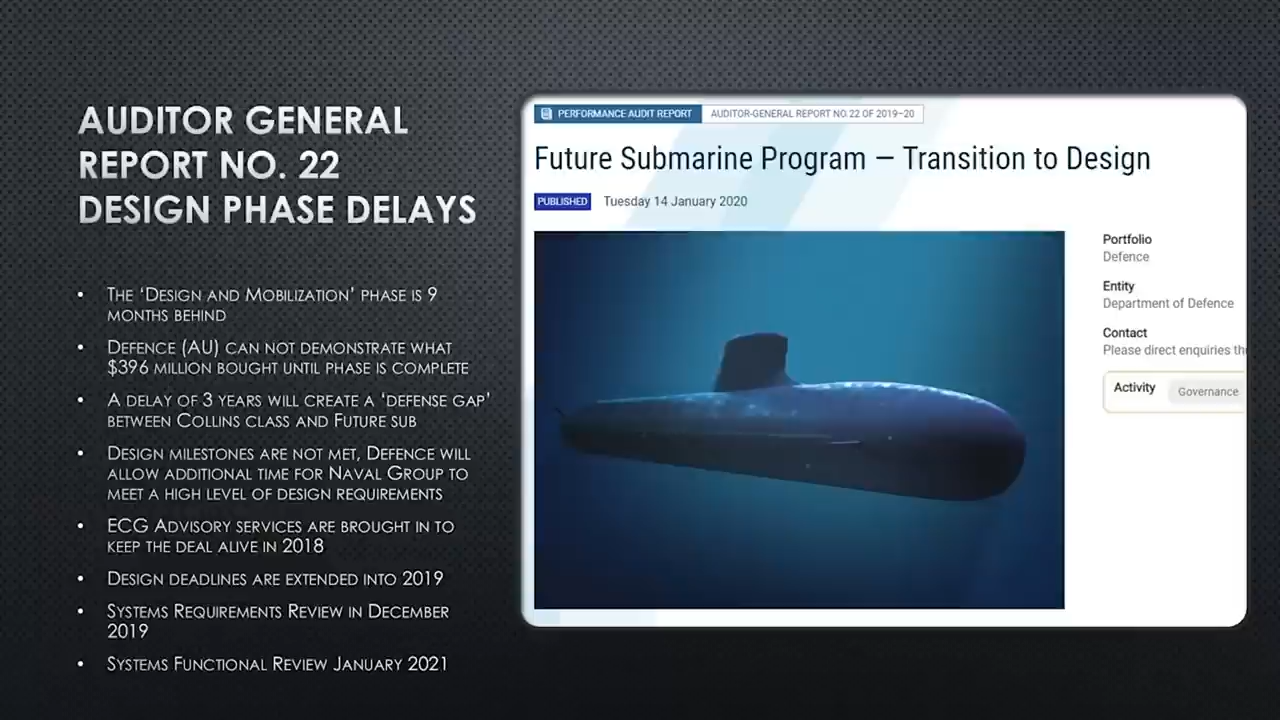 AUDITOR GENERAL
REPORT NO. 22
DESIGN PHASE DELAYS
• The ‘Design and Mobilization’ phase is 9
months behind
• Defence (AU) can not demonstrate what
$396 million bought until phase is complete
• A delay of 3 years will create a ‘defense gap’
between Collins class and Future sub
• Design milestones are not met, Defence will
allow additional time for Naval Group to
meet a high level of design requirements
• ECG Advisory services are brought in to
keep the deal alive in 2018
• Design deadlines are extended into 2019
• Systems Requirements Review in December
2019
• Systems Functional Review January 2021
PERFORMANCE AUDIT REPORT AUDITOR-GENERAL REPORT NO.22 OF 2019–20
Future Submarine Program — Transition to Design
PUBLISHED Tuesday 14 January 2020
Portfolio
Defence
Entity
Department of Defence
Contact
Please direct enquiries th
Activity Governance